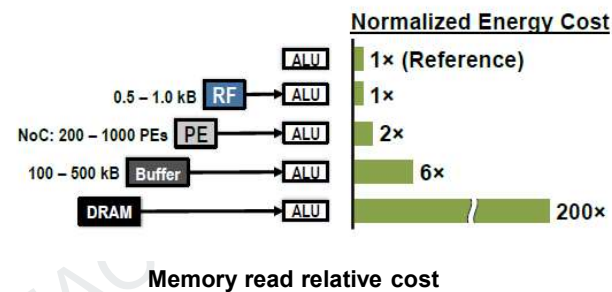 Normalized Energy Cost
ALU 1× (Reference)
0.5 – 1.0 kB RF ALU 1×
NoC: 200 – 1000 PEs PE ALU 2×
100 – 500 kB Buffer ALU 6×
DRAM ALU 200×
Memory read relative cost